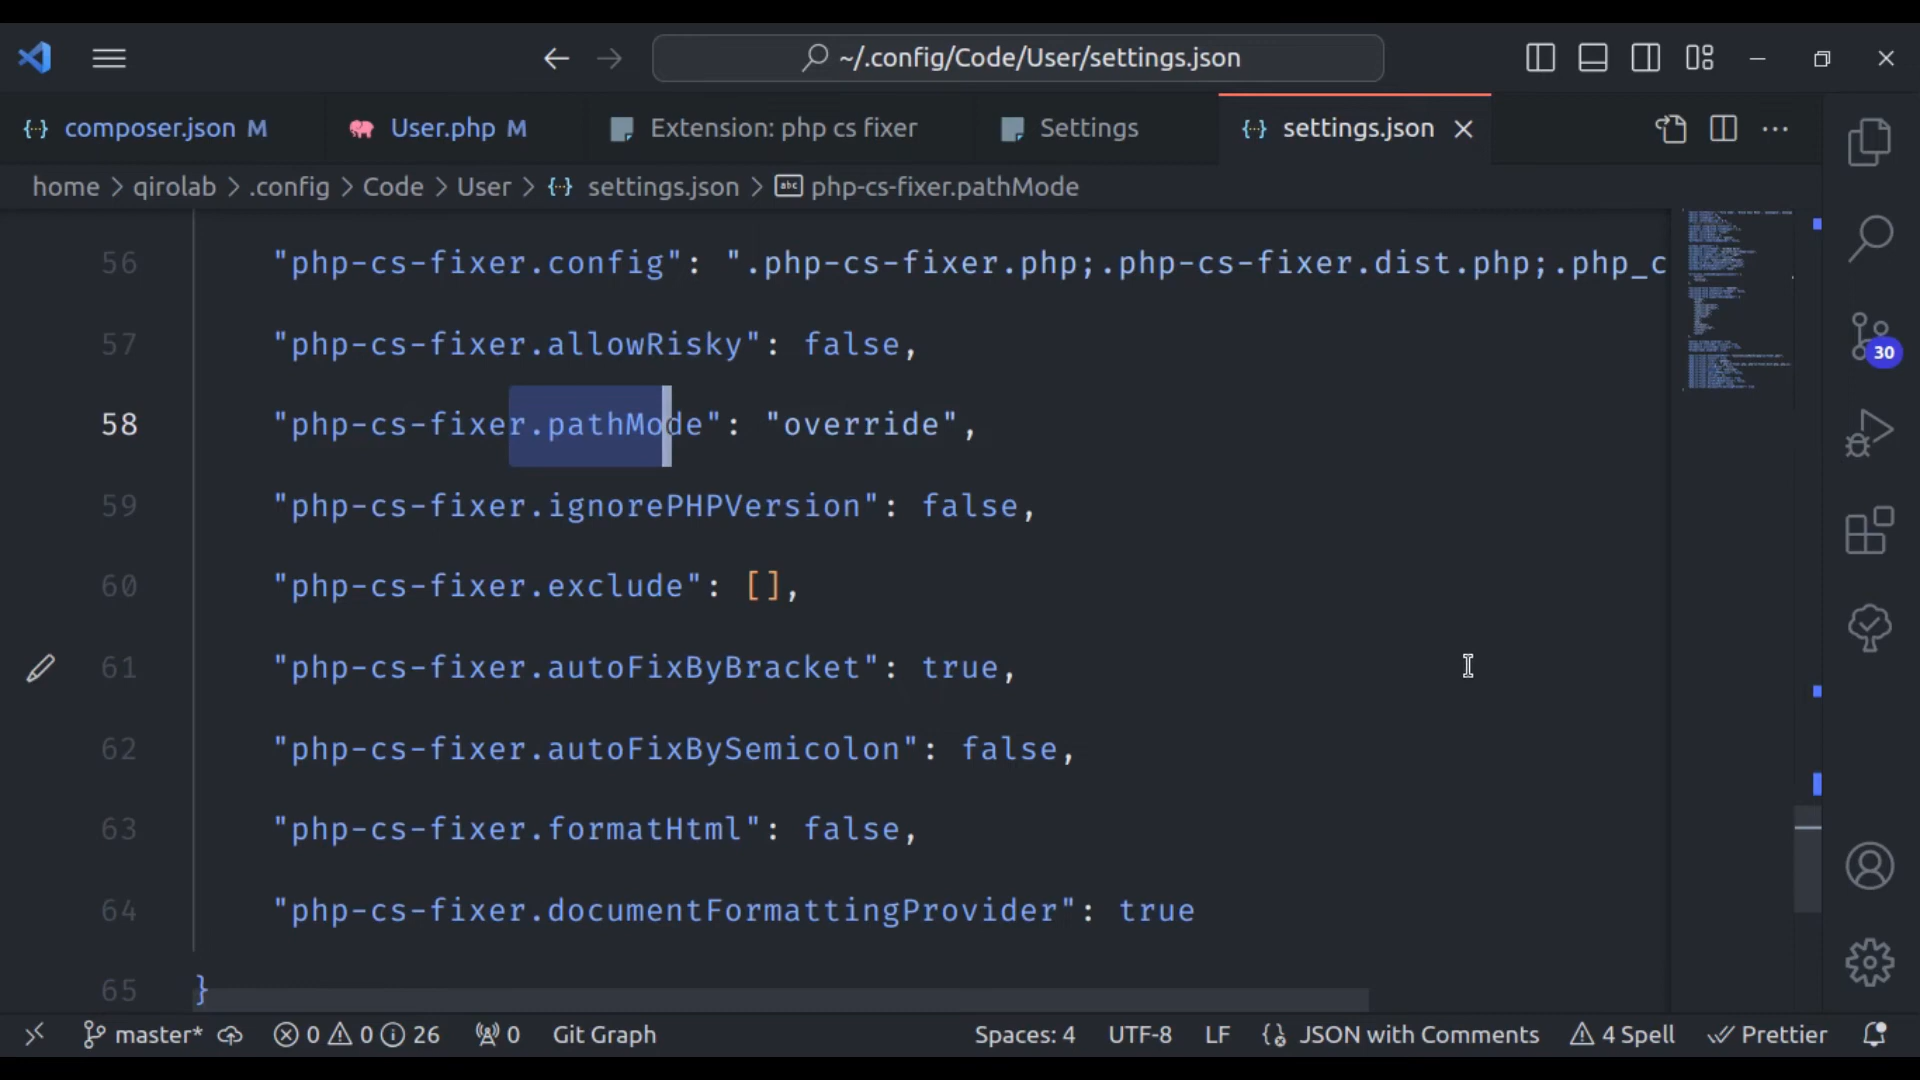 ~/.config/Code/User/settings.json
composer.json M
User.php M
Extension: php cs fixer
Settings
settings.json
home > qirolab > .config > Code > User > settings.json > php-cs-fixer.pathMode
56 "php-cs-fixer.config": ".php-cs-fixer.php;.php-cs-fixer.dist.php;.php_c
57 "php-cs-fixer.allowRisky": false,
58 "php-cs-fixer.pathMode": "override",
59 "php-cs-fixer.ignorePHPVersion": false,
60 "php-cs-fixer.exclude": [],
61 "php-cs-fixer.autoFixByBracket": true,
62 "php-cs-fixer.autoFixBySemicolon": false,
63 "php-cs-fixer.formatHtml": false,
64 "php-cs-fixer.documentFormattingProvider": true
65 }
30
master* 0 0 26 0 Git Graph Spaces: 4 UTF-8 LF JSON with Comments 4 Spell Prettier